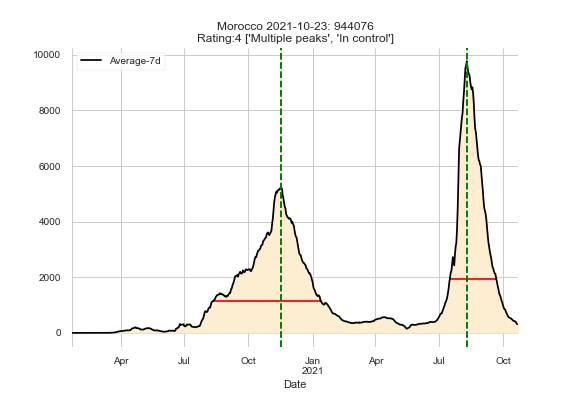 Morocco 2021-10-23: 944076
Rating:4 ['Multiple peaks', 'In control']
Average-7d
10000
8000
6000
4000
2000
0
Apr Jul Oct Jan Apr Jul Oct
2021
Date